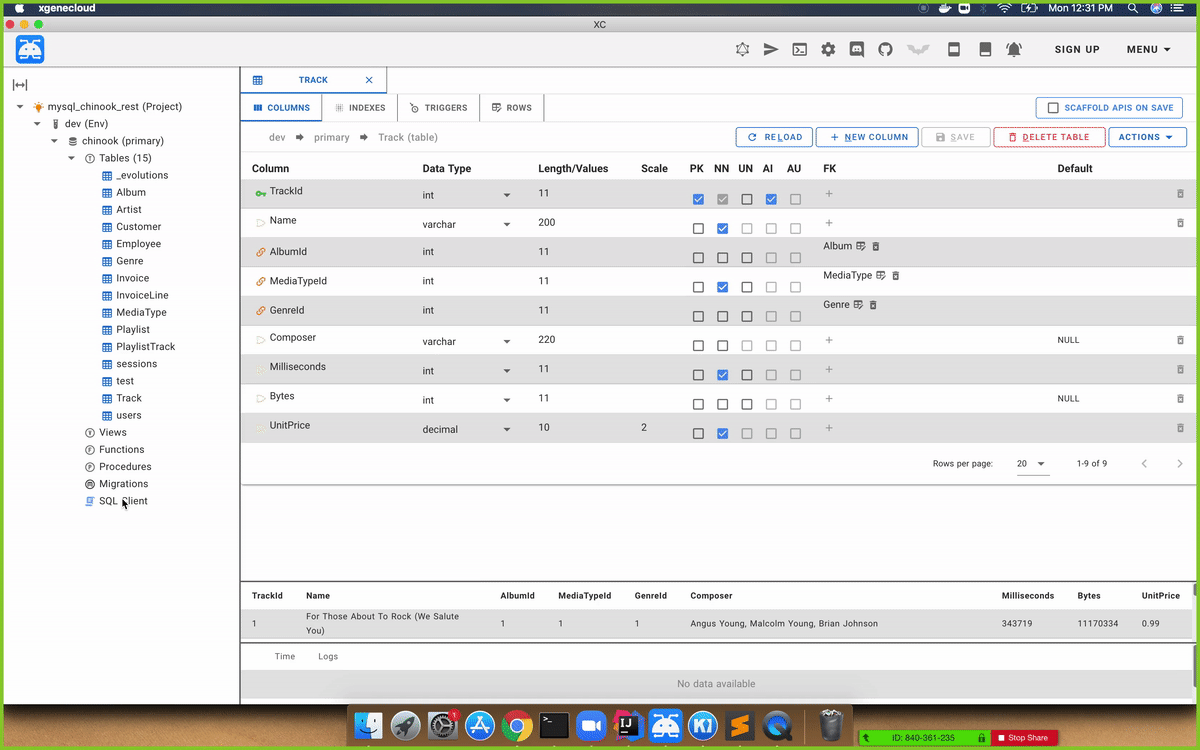 xgenecloud Mon 12:31 PM
XC
SIGN UP MENU
TRACK
COLUMNS INDEXES TRIGGERS ROWS SCAFFOLD APIS ON SAVE
dev primary Track (table) RELOAD NEW COLUMN SAVE DELETE TABLE ACTIONS
mysql_chinook_rest (Project)
dev (Env)
chinook (primary)
Tables (15)
_evolutions
Album
Artist
Customer
Employee
Genre
Invoice
InvoiceLine
MediaType
Playlist
PlaylistTrack
sessions
test
Track
users
Views
Functions
Procedures
Migrations
SQL Client
Column Data Type Length/Values Scale PK NN UN AI AU FK Default
TrackId int 11
Name varchar 200
AlbumId int 11 Album
MediaTypeId int 11 MediaType
GenreId int 11 Genre
Composer varchar 220 NULL
Milliseconds int 11
Bytes int 11 NULL
UnitPrice decimal 10 2
Rows per page: 20 1-9 of 9
TrackId Name AlbumId MediaTypeId GenreId Composer Milliseconds Bytes UnitPrice
1 For Those About To Rock (We Salute You) 1 1 1 Angus Young, Malcolm Young, Brian Johnson 343719 11170334 0.99
Time Logs
No data available
1
IJ
ID: 840-361-235 Stop Share